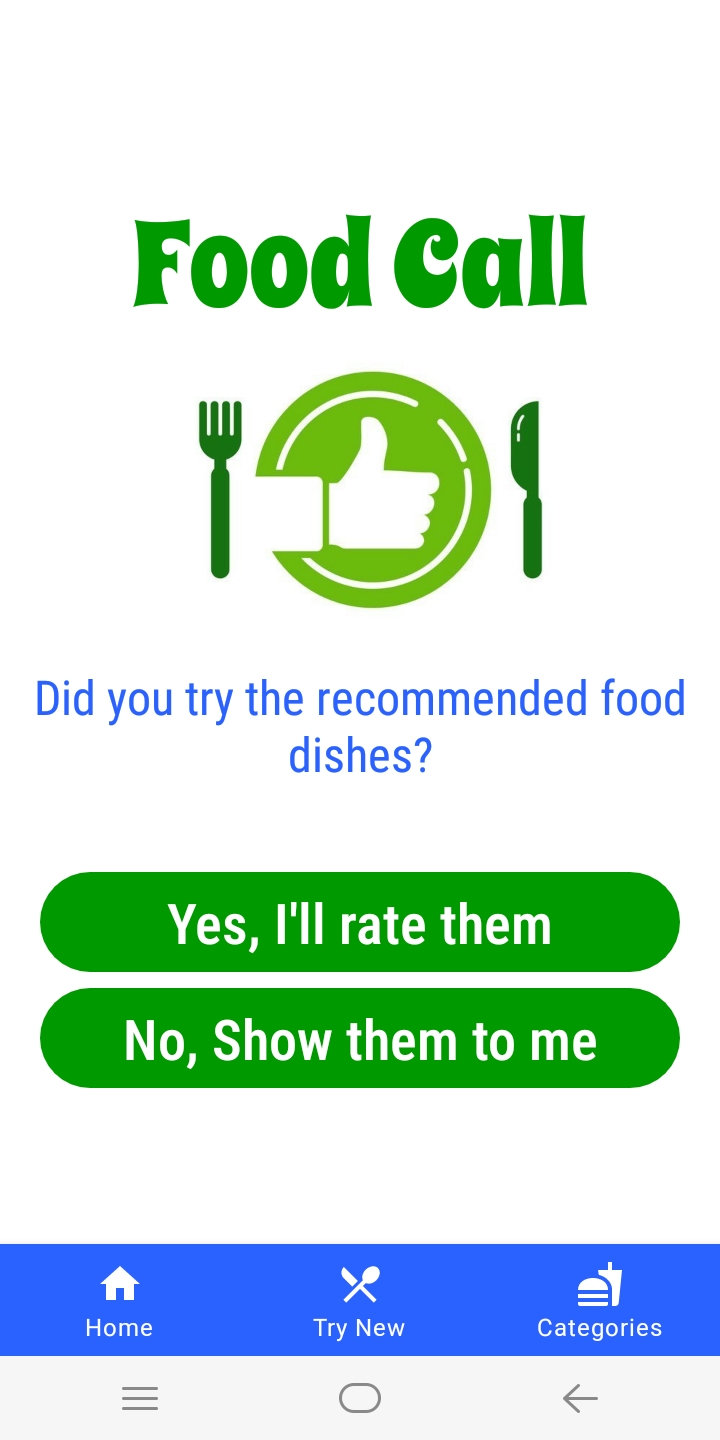 Food Call
Did you try the recommended food
dishes?
Yes, I'll rate them
No, Show them to me
Home
Try New
Categories